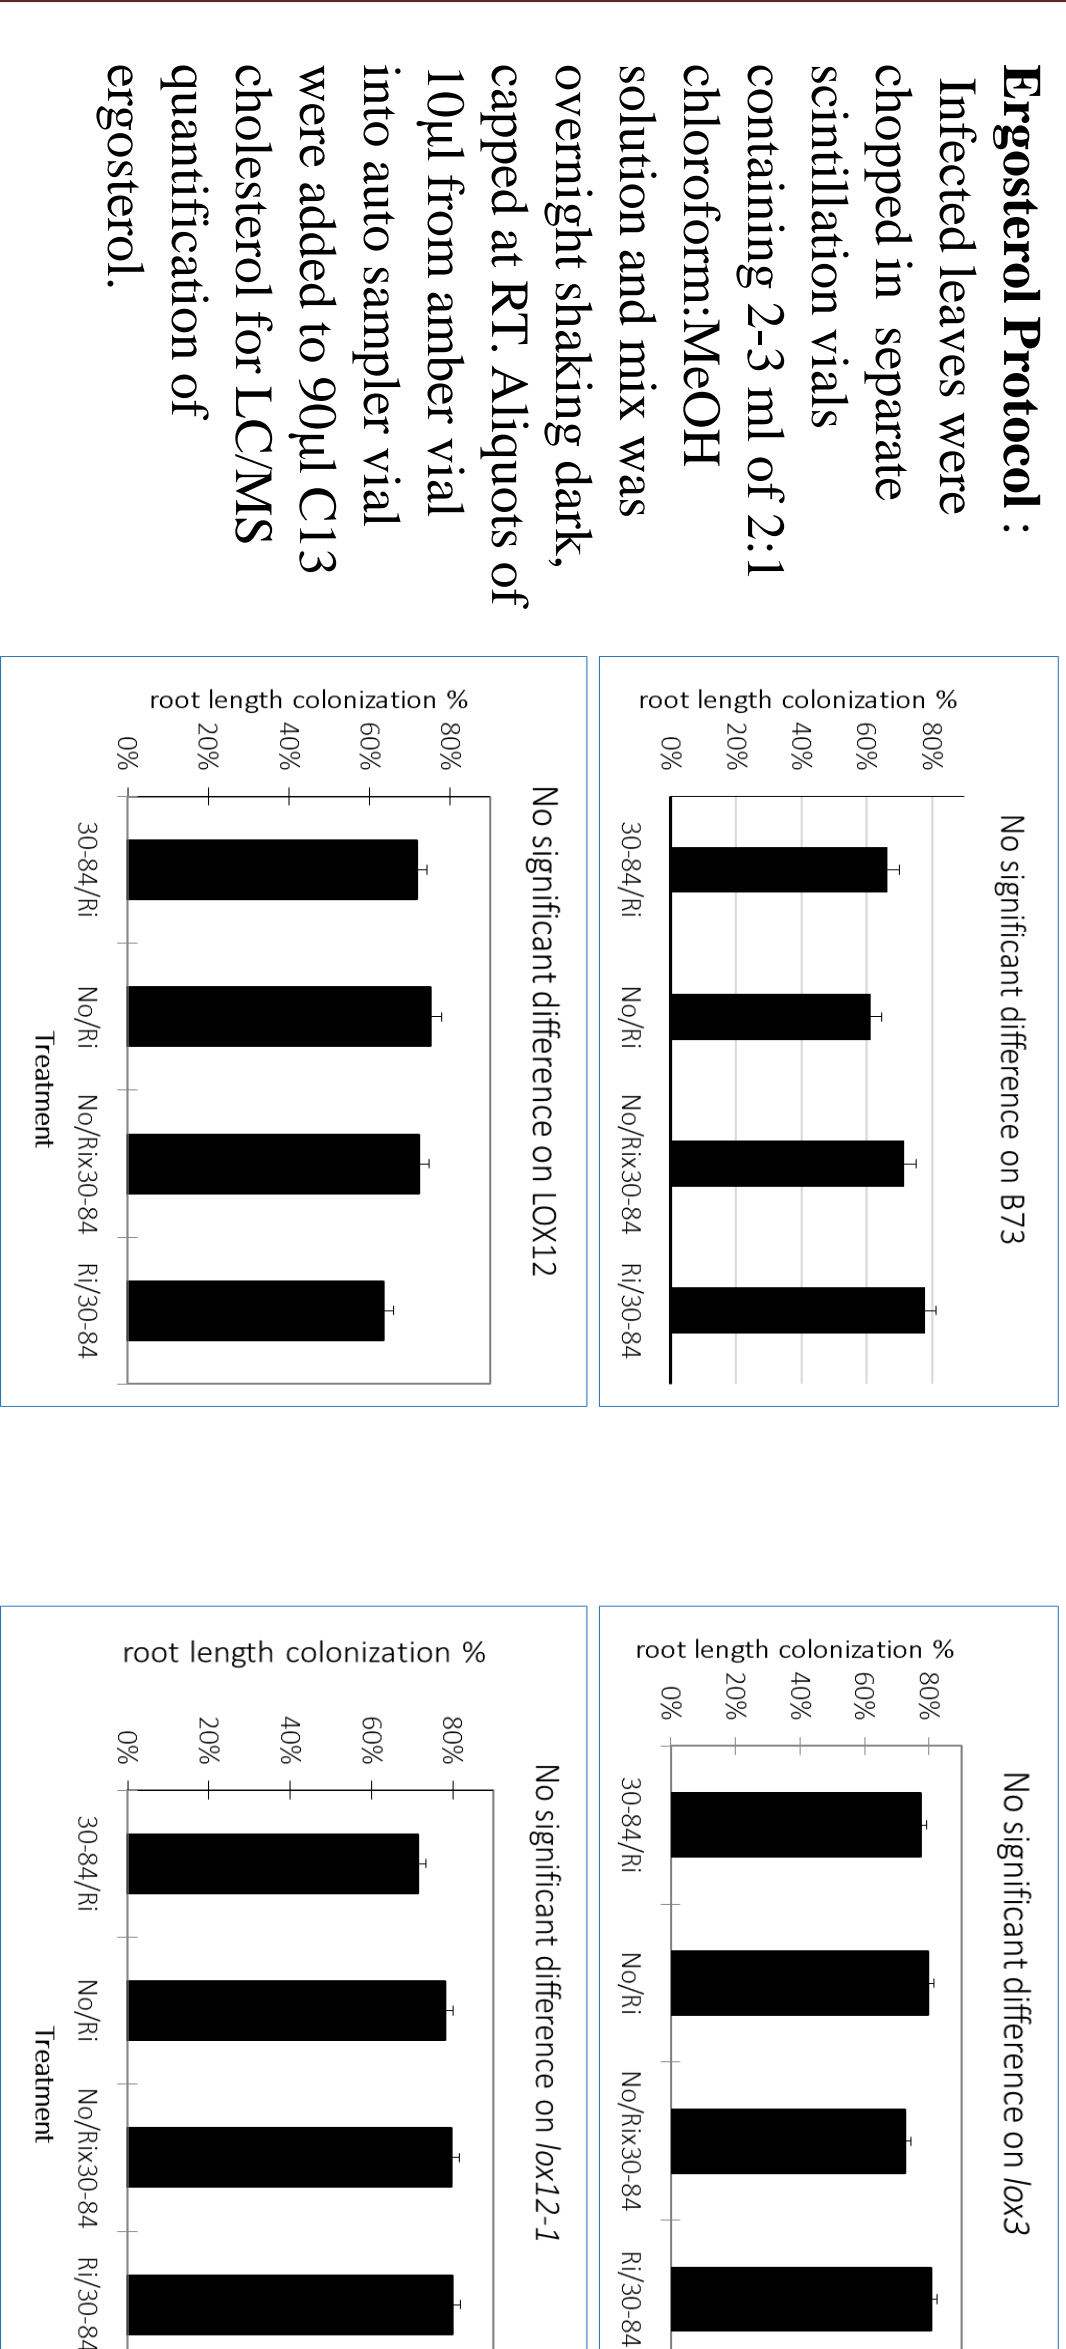 Ergosterol Protocol :
Infected leaves were
chopped in separate
scintillation vials
containing 2-3 ml of 2:1
chloroform:MeOH
solution and mix was
overnight shaking dark,
capped at RT. Aliquots of
10μl from amber vial
into auto sampler vial
were added to 90μl C13
cholesterol for LC/MS
quantification of
ergosterol.
No significant difference on B73
root length colonization %
80%
60%
40%
20%
0%
30-84/Ri No/Ri No/Rix30-84 Ri/30-84
No significant difference on LOX12
root length colonization %
80%
60%
40%
20%
0%
30-84/Ri No/Ri No/Rix30-84 Ri/30-84
Treatment
No significant difference on lox3
root length colonization %
80%
60%
40%
20%
0%
30-84/Ri No/Ri No/Rix30-84 Ri/30-84
No significant difference on lox12-1
root length colonization %
80%
60%
40%
20%
0%
30-84/Ri No/Ri No/Rix30-84 Ri/30-84
Treatment